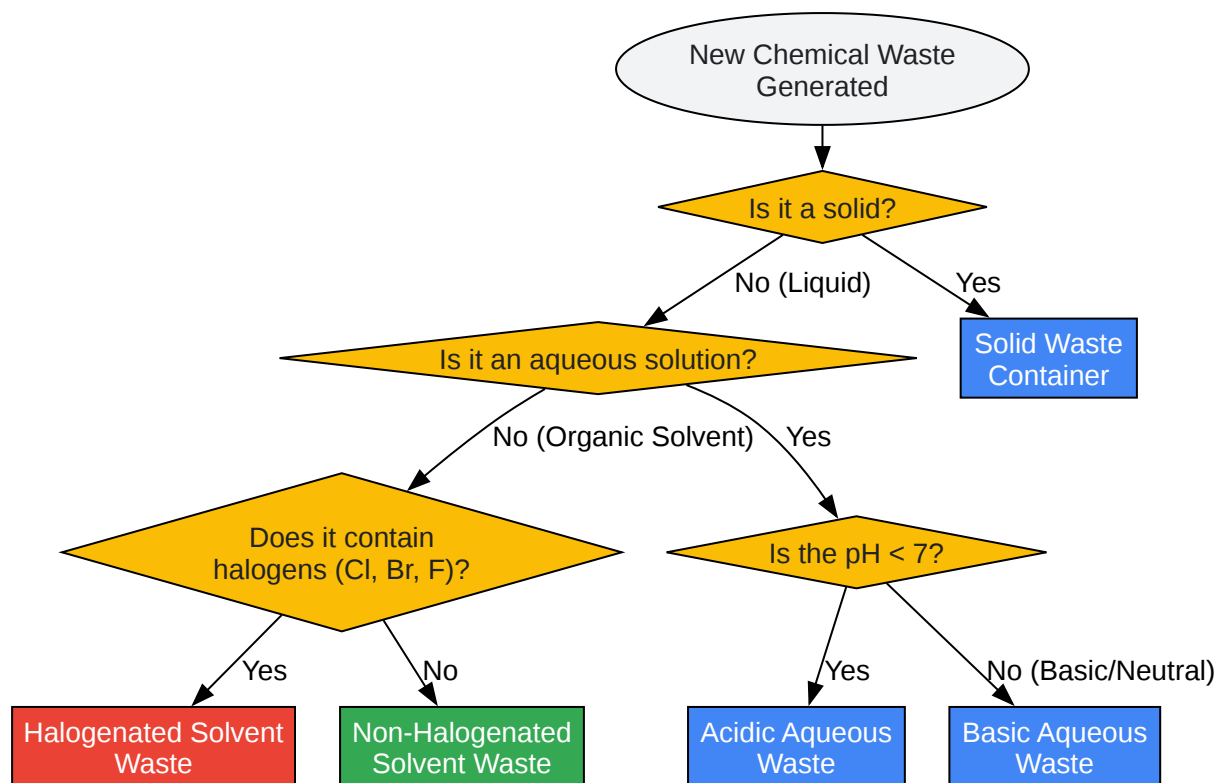 New Chemical Waste
Generated
Is it a solid?
No (Liquid)
Yes
Is it an aqueous solution?
Solid Waste
Container
No (Organic Solvent)
Yes
Does it contain
halogens (Cl, Br, F)?
Is the pH < 7?
Yes
No
Yes
No (Basic/Neutral)
Halogenated Solvent
Waste
Non-Halogenated
Solvent Waste
Acidic Aqueous
Waste
Basic Aqueous
Waste